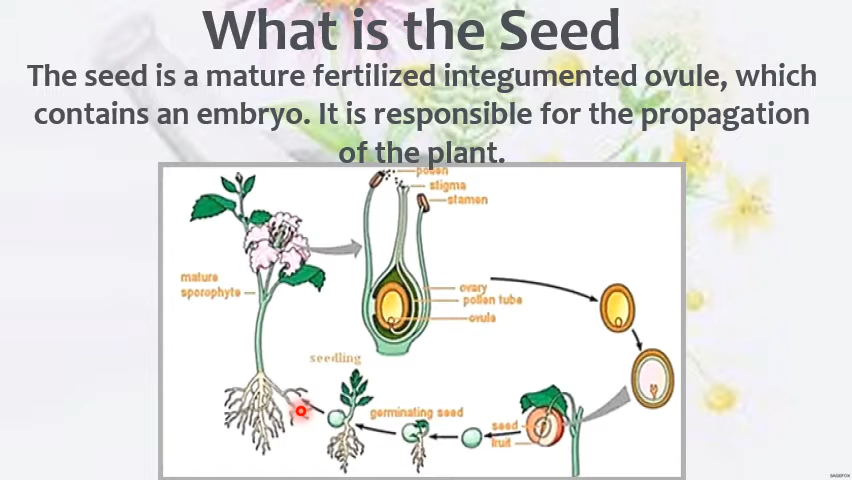 What is the Seed
The seed is a mature fertilized integumented ovule, which
contains an embryo. It is responsible for the propagation
of the plant.
pollen
stigma
stamen
mature
sporophyte
ovary
pollen tube
ovule
seedling
germinating seed
seed
fruit
SAGEFOX